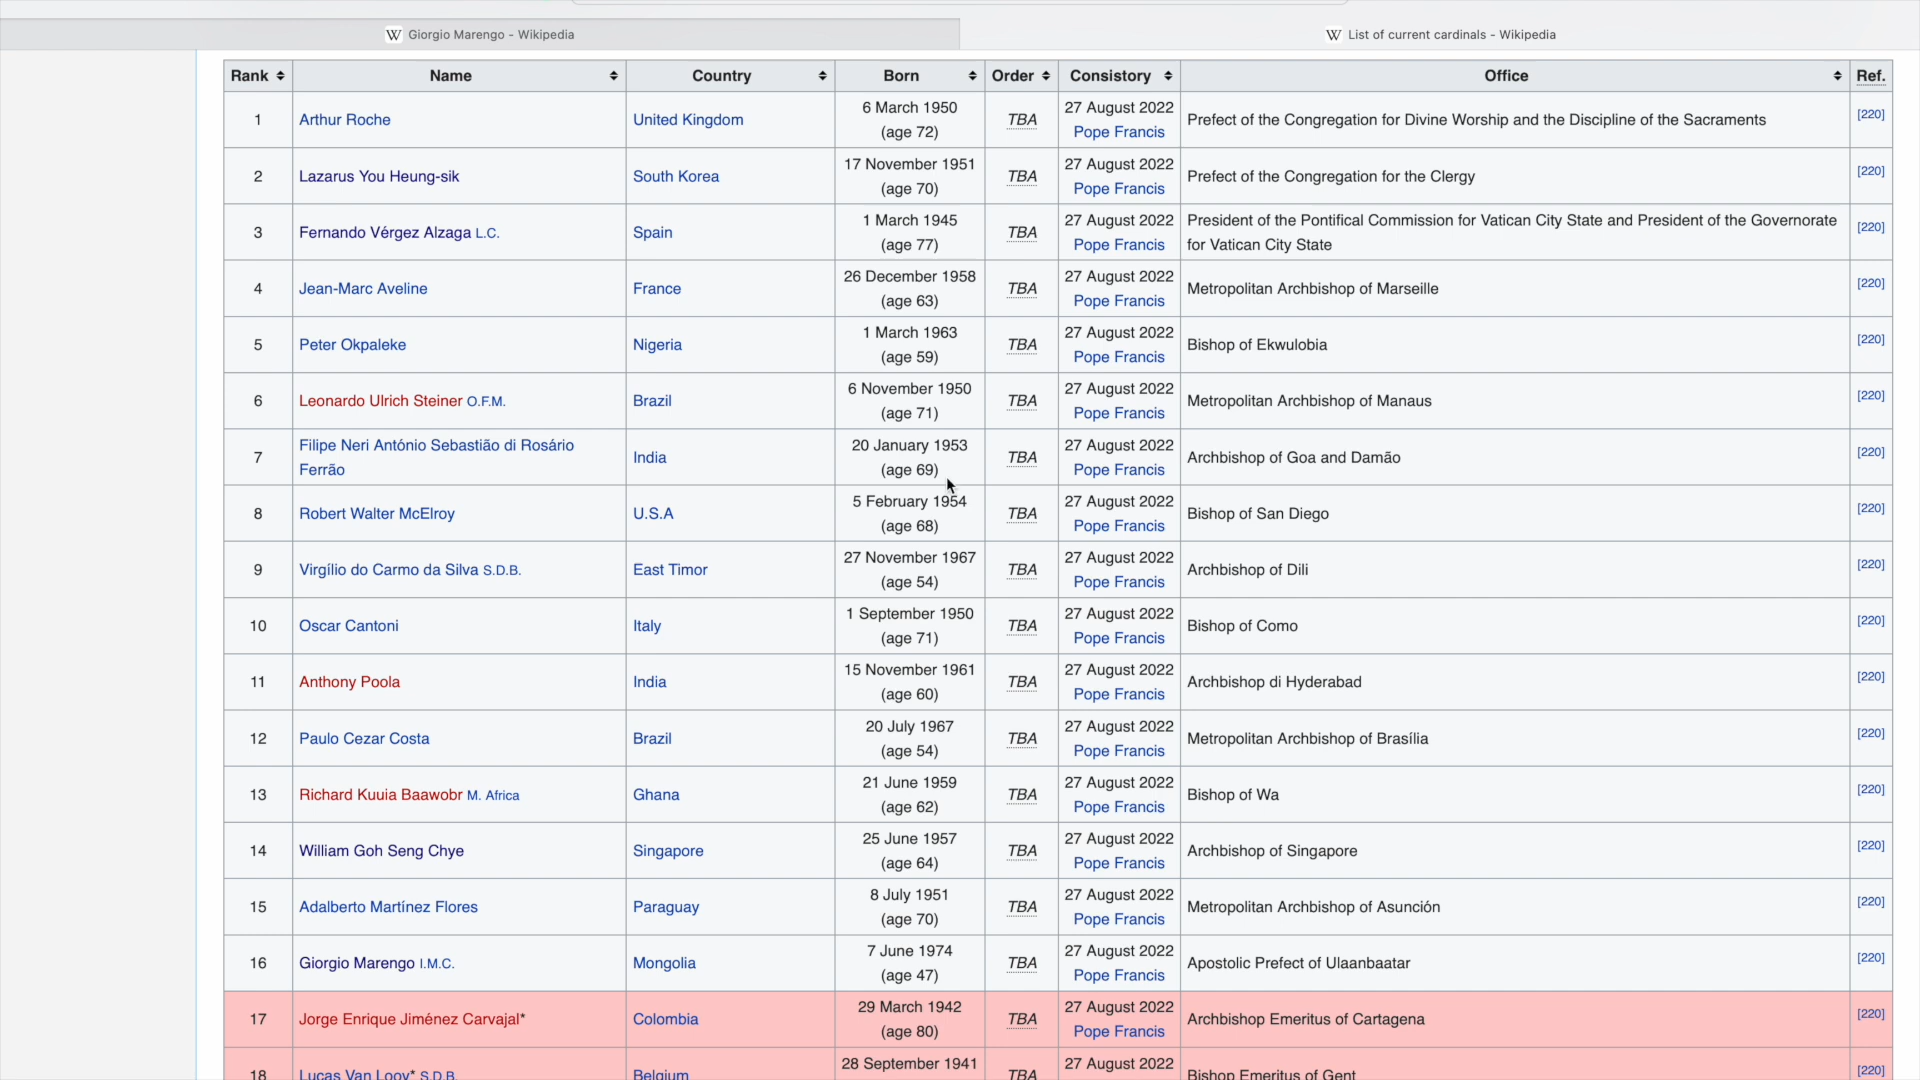 Giorgio Marengo - Wikipedia
List of current cardinals - Wikipedia
Rank Name Country Born Order Consistory Office Ref.
1 Arthur Roche United Kingdom 6 March 1950 (age 72) TBA 27 August 2022 Pope Francis Prefect of the Congregation for Divine Worship and the Discipline of the Sacraments [220]
2 Lazarus You Heung-sik South Korea 17 November 1951 (age 70) TBA 27 August 2022 Pope Francis Prefect of the Congregation for the Clergy [220]
3 Fernando Vérgez Alzaga L.C. Spain 1 March 1945 (age 77) TBA 27 August 2022 Pope Francis President of the Pontifical Commission for Vatican City State and President of the Governorate for Vatican City State [220]
4 Jean-Marc Aveline France 26 December 1958 (age 63) TBA 27 August 2022 Pope Francis Metropolitan Archbishop of Marseille [220]
5 Peter Okpaleke Nigeria 1 March 1963 (age 59) TBA 27 August 2022 Pope Francis Bishop of Ekwulobia [220]
6 Leonardo Ulrich Steiner O.F.M. Brazil 6 November 1950 (age 71) TBA 27 August 2022 Pope Francis Metropolitan Archbishop of Manaus [220]
7 Filipe Neri António Sebastião di Rosário Ferrão India 20 January 1953 (age 69) TBA 27 August 2022 Pope Francis Archbishop of Goa and Damão [220]
8 Robert Walter McElroy U.S.A 5 February 1954 (age 68) TBA 27 August 2022 Pope Francis Bishop of San Diego [220]
9 Virgílio do Carmo da Silva S.D.B. East Timor 27 November 1967 (age 54) TBA 27 August 2022 Pope Francis Archbishop of Dili [220]
10 Oscar Cantoni Italy 1 September 1950 (age 71) TBA 27 August 2022 Pope Francis Bishop of Como [220]
11 Anthony Poola India 15 November 1961 (age 60) TBA 27 August 2022 Pope Francis Archbishop di Hyderabad [220]
12 Paulo Cezar Costa Brazil 20 July 1967 (age 54) TBA 27 August 2022 Pope Francis Metropolitan Archbishop of Brasília [220]
13 Richard Kuuia Baawobr M. Africa Ghana 21 June 1959 (age 62) TBA 27 August 2022 Pope Francis Bishop of Wa [220]
14 William Goh Seng Chye Singapore 25 June 1957 (age 64) TBA 27 August 2022 Pope Francis Archbishop of Singapore [220]
15 Adalberto Martínez Flores Paraguay 8 July 1951 (age 70) TBA 27 August 2022 Pope Francis Metropolitan Archbishop of Asunción [220]
16 Giorgio Marengo I.M.C. Mongolia 7 June 1974 (age 47) TBA 27 August 2022 Pope Francis Apostolic Prefect of Ulaanbaatar [220]
17 Jorge Enrique Jiménez Carvajal* Colombia 29 March 1942 (age 80) TBA 27 August 2022 Pope Francis Archbishop Emeritus of Cartagena [220]
18 Lucas Van Looy* S.D.B. Belgium 28 September 1941 TBA 27 August 2022 Bishop Emeritus of Gent [220]